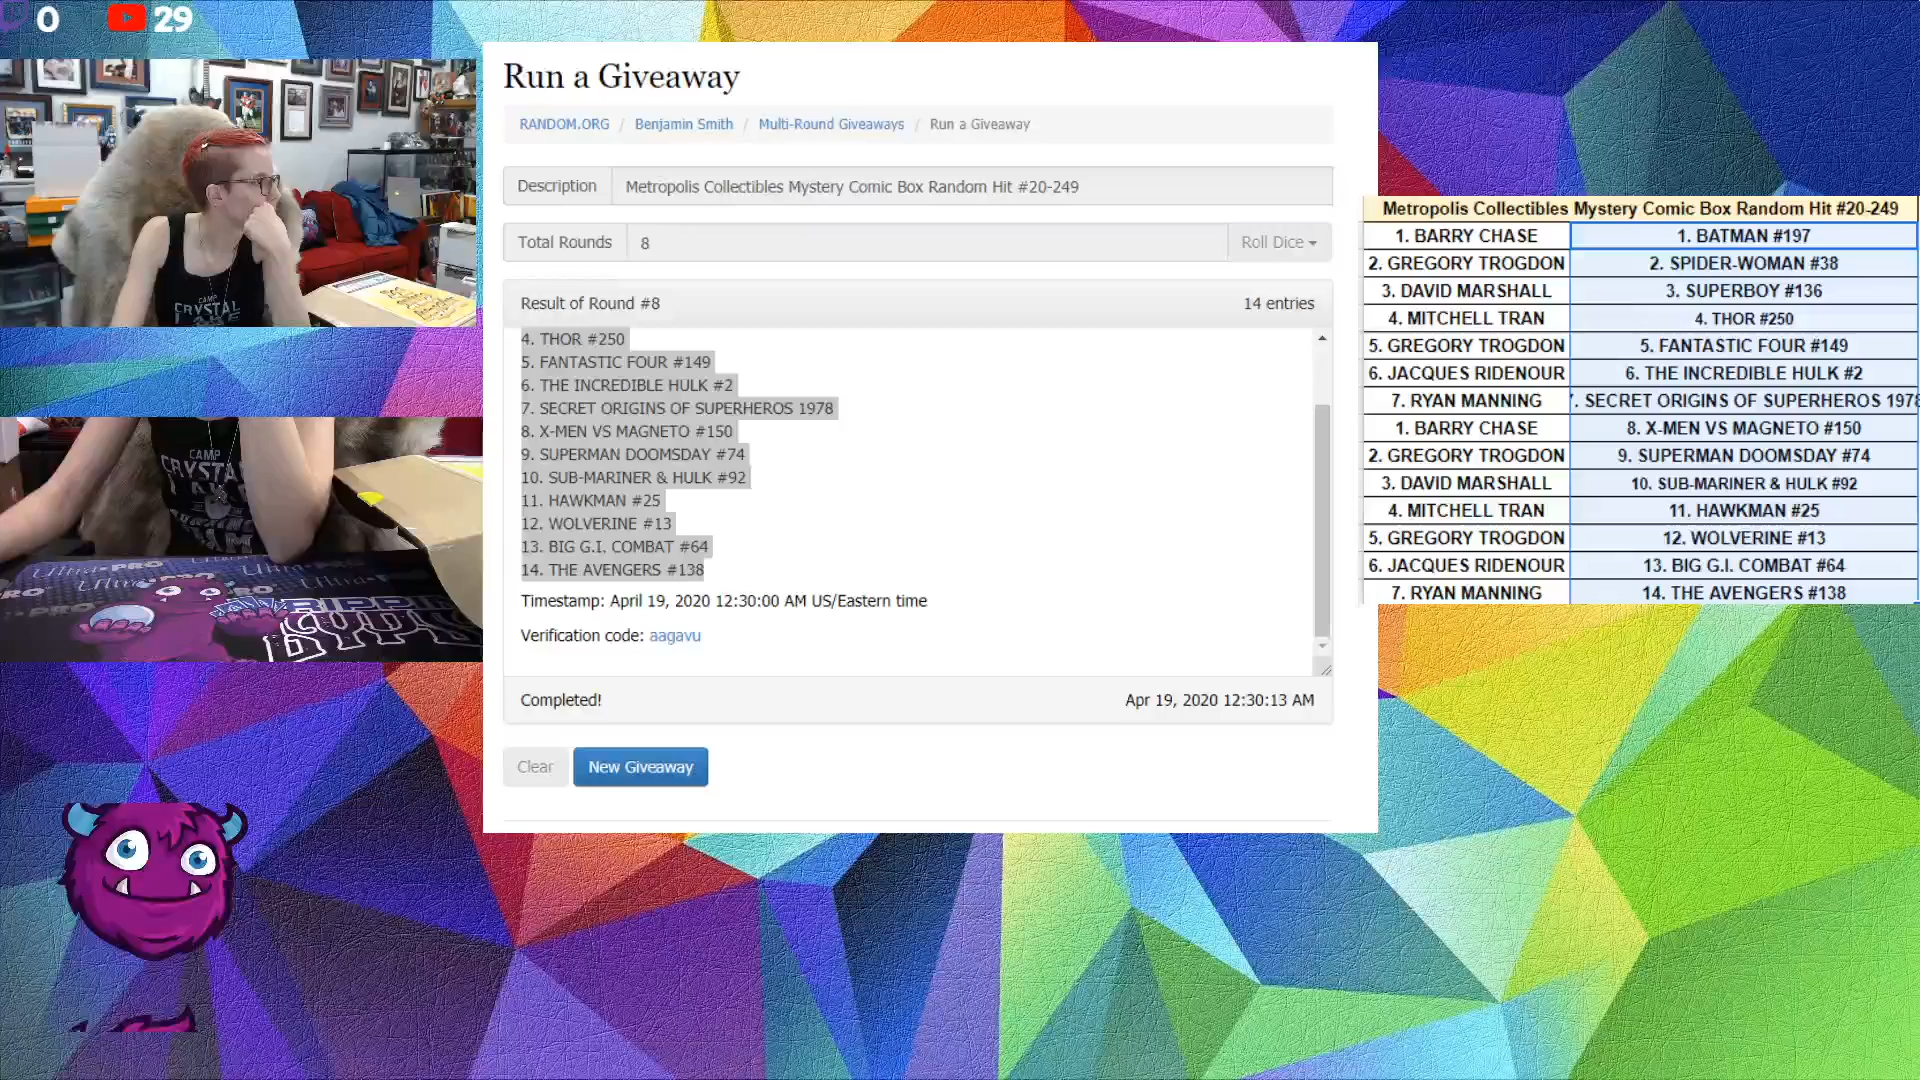 0
29
Run a Giveaway
RANDOM.ORG / Benjamin Smith / Multi-Round Giveaways / Run a Giveaway
Description Metropolis Collectibles Mystery Comic Box Random Hit #20-249
Total Rounds 8 Roll Dice
Result of Round #8 14 entries
4. THOR #250
5. FANTASTIC FOUR #149
6. THE INCREDIBLE HULK #2
7. SECRET ORIGINS OF SUPERHEROS 1978
8. X-MEN VS MAGNETO #150
9. SUPERMAN DOOMSDAY #74
10. SUB-MARINER & HULK #92
11. HAWKMAN #25
12. WOLVERINE #13
13. BIG G.I. COMBAT #64
14. THE AVENGERS #138
Timestamp: April 19, 2020 12:30:00 AM US/Eastern time
Verification code: aagavu
Completed! Apr 19, 2020 12:30:13 AM
Clear New Giveaway
Metropolis Collectibles Mystery Comic Box Random Hit #20-249
1. BARRY CHASE 1. BATMAN #197
2. GREGORY TROGDON 2. SPIDER-WOMAN #38
3. DAVID MARSHALL 3. SUPERBOY #136
4. MITCHELL TRAN 4. THOR #250
5. GREGORY TROGDON 5. FANTASTIC FOUR #149
6. JACQUES RIDENOUR 6. THE INCREDIBLE HULK #2
7. RYAN MANNING 7. SECRET ORIGINS OF SUPERHEROS 1978
1. BARRY CHASE 8. X-MEN VS MAGNETO #150
2. GREGORY TROGDON 9. SUPERMAN DOOMSDAY #74
3. DAVID MARSHALL 10. SUB-MARINER & HULK #92
4. MITCHELL TRAN 11. HAWKMAN #25
5. GREGORY TROGDON 12. WOLVERINE #13
6. JACQUES RIDENOUR 13. BIG G.I. COMBAT #64
7. RYAN MANNING 14. THE AVENGERS #138
CAMP
CRYSTAL
CAMP
Ultra PRO